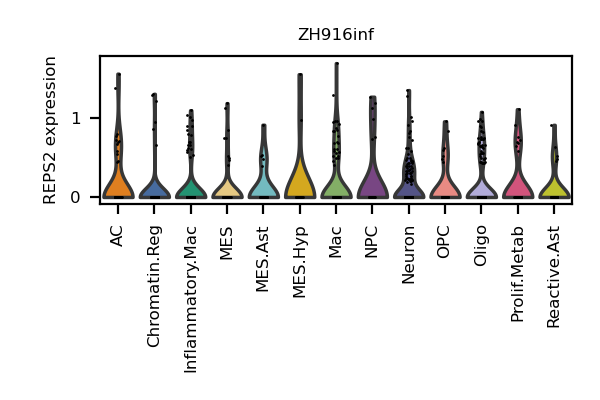 ZH916inf
REPS2 expression
1
0
AC
Chromatin.Reg
Inflammatory.Mac
MES
MES.Ast
MES.Hyp
Mac
NPC
Neuron
OPC
Oligo
Prolif.Metab
Reactive.Ast